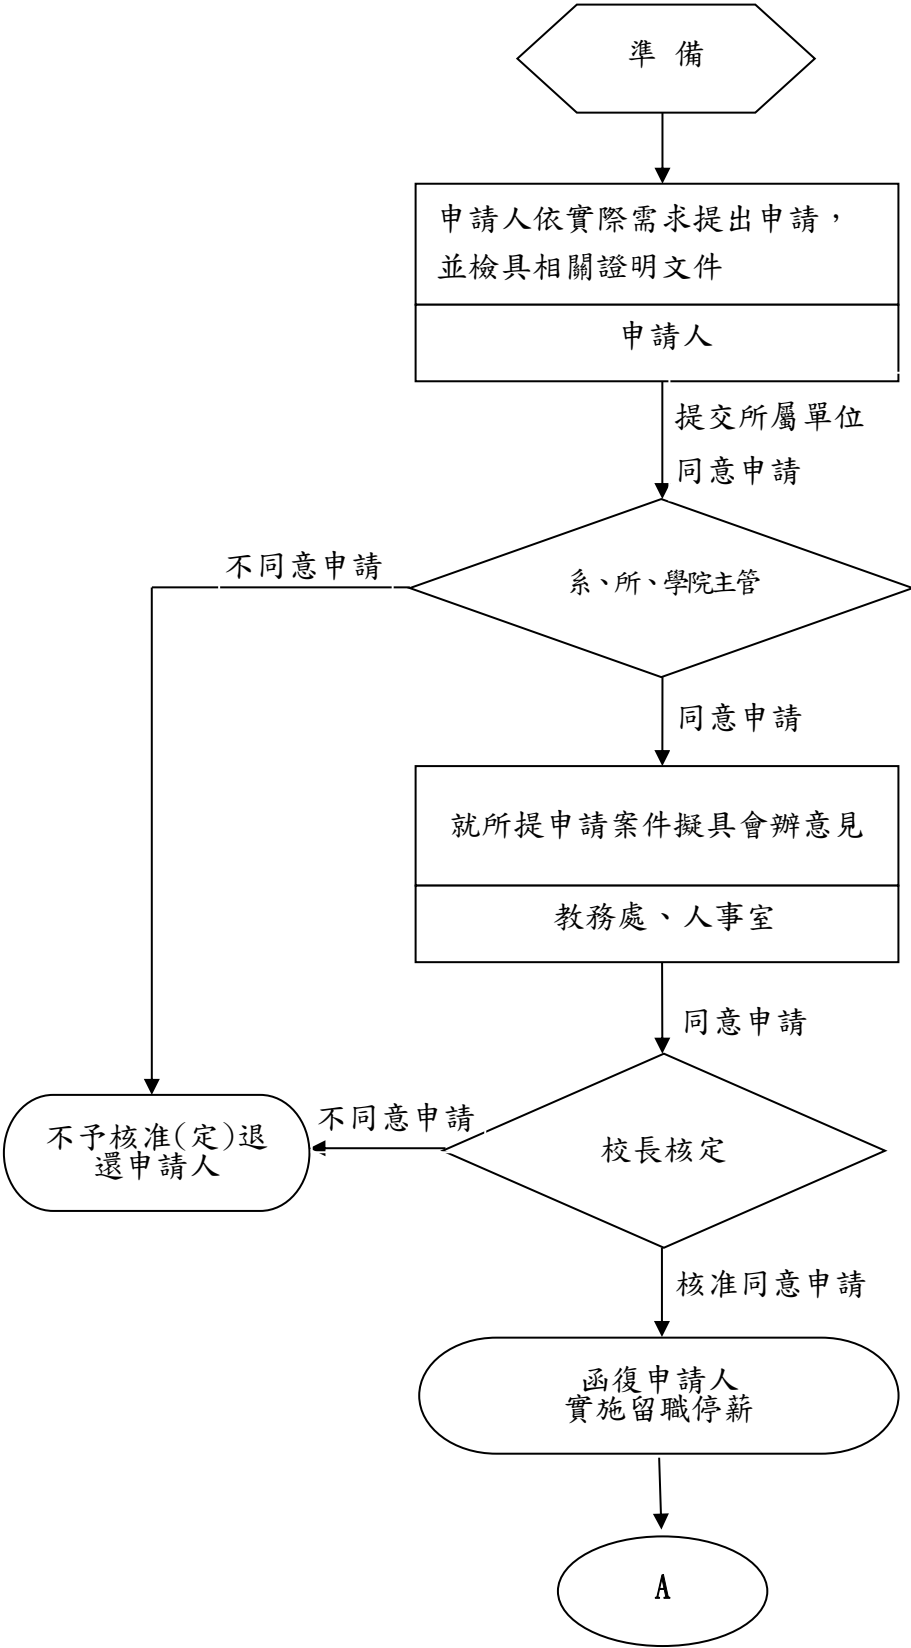 準 備
申請人依實際需求提出申請，
並檢具相關證明文件
申請人
提交所屬單位
同意申請
不同意申請
系、所、學院主管
同意申請
就所提申請案件擬具會辦意見
教務處、人事室
同意申請
不同意申請
不予核准(定)退
還申請人
校長核定
核准同意申請
函復申請人
實施留職停薪
A